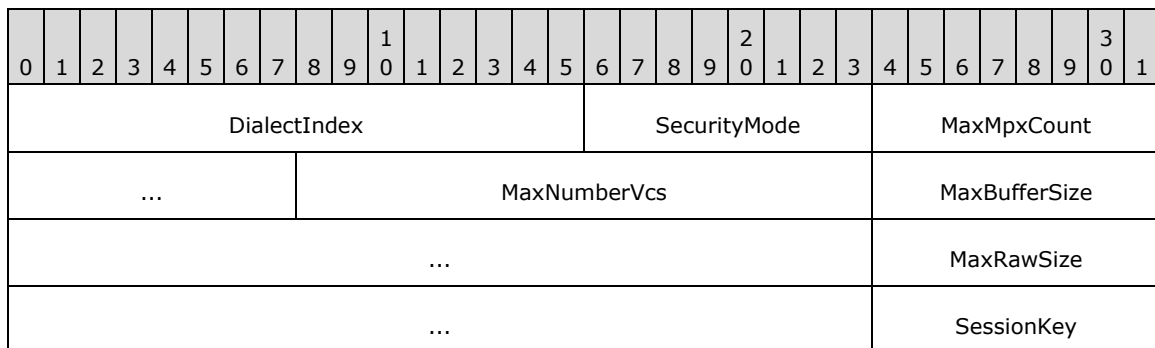 0 1 2 3 4 5 6 7 8 9 1 0 1 2 3 4 5 6 7 8 9 2 0 1 2 3 4 5 6 7 8 9 3 0 1
DialectIndex SecurityMode MaxMpxCount
... MaxNumberVcs MaxBufferSize
... MaxRawSize
... SessionKey